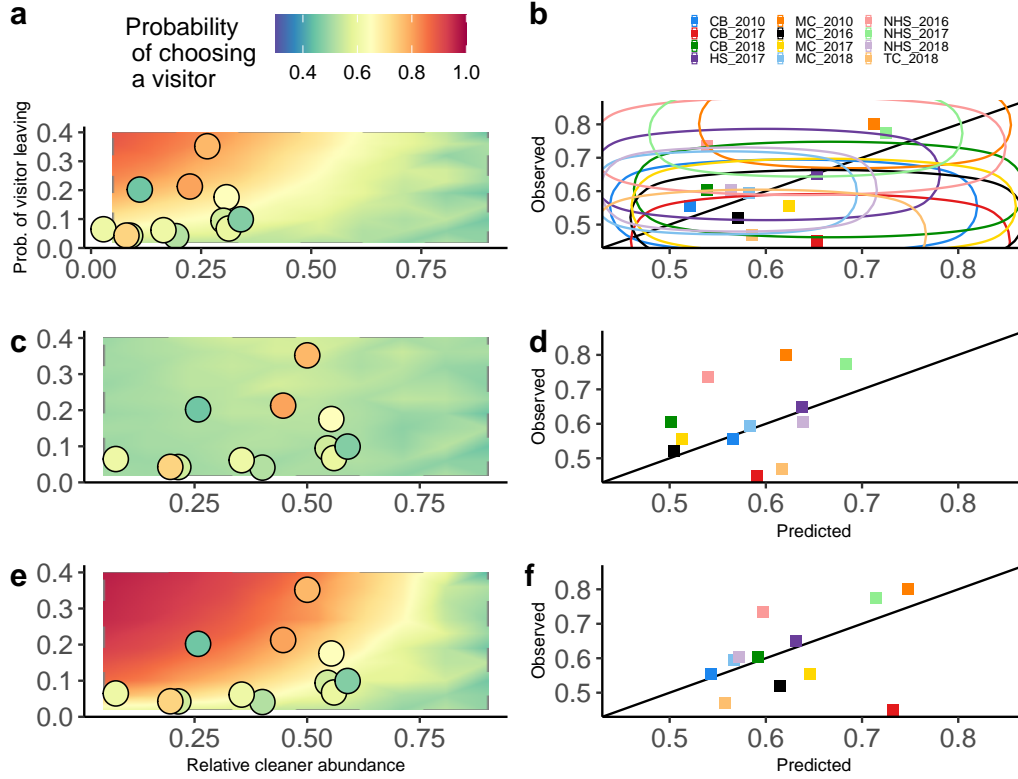 a
Probability
of choosing
a visitor
0.4 0.6 0.8 1.0
b
CB_2010 MC_2010 NHS_2016
CB_2017 MC_2016 NHS_2017
CB_2018 MC_2017 NHS_2018
HS_2017 MC_2018 TC_2018
Prob. of visitor leaving
0.4
0.3
0.2
0.1
0.0
0.00 0.25 0.50 0.75
Observed
0.8
0.7
0.6
0.5
0.5 0.6 0.7 0.8
c
0.4
0.3
0.2
0.1
0.0
0.25 0.50 0.75
d
Observed
0.8
0.7
0.6
0.5
0.5 0.6 0.7 0.8
Predicted
e
0.4
0.3
0.2
0.1
0.0
0.25 0.50 0.75
Relative cleaner abundance
f
Observed
0.8
0.7
0.6
0.5
0.5 0.6 0.7 0.8
Predicted